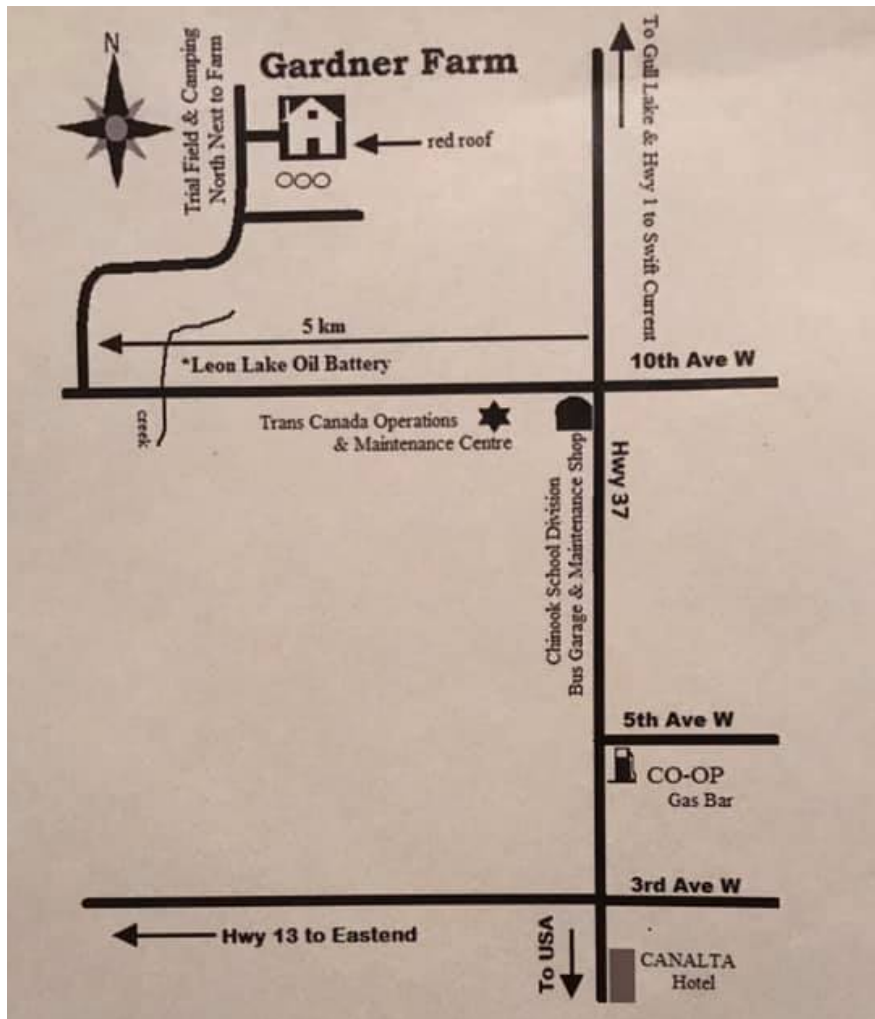 N
Trial Field & Camping
North Next to Farm
Gardner Farm
red roof
To Gull Lake & Hwy 1 to Swift Current
5 km
*Leon Lake Oil Battery
10th Ave W
creek
Trans Canada Operations
& Maintenance Centre
Chinook School Division
Bus Garage & Maintenance Shop
Hwy 37
5th Ave W
CO-OP
Gas Bar
3rd Ave W
Hwy 13 to Eastend
To USA
CANALTA
Hotel